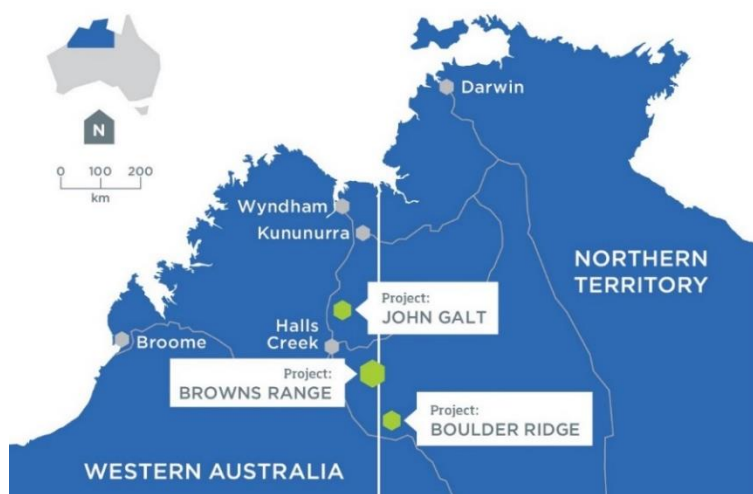 Darwin
N
0 100 200
km
Wyndham
Kununurra
NORTHERN
TERRITORY
Project:
JOHN GALT
Halls
Creek
Broome
Project:
BROWNS RANGE
Project:
BOULDER RIDGE
WESTERN AUSTRALIA